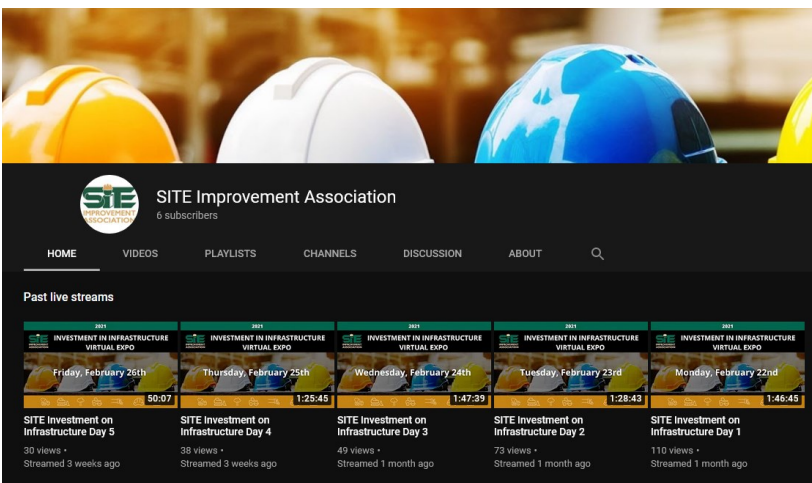 SiTE
IMPROVEMENT
ASSOCIATION
SITE Improvement Association
6 subscribers
HOME VIDEOS PLAYLISTS CHANNELS DISCUSSION ABOUT
Past live streams
2021
INVESTMENT IN INFRASTRUCTURE
VIRTUAL EXPO
Friday, February 26th
50:07
SITE Investment on
Infrastructure Day 5
30 views •
Streamed 3 weeks ago
2021
INVESTMENT IN INFRASTRUCTURE
VIRTUAL EXPO
Thursday, February 25th
1:25:45
SITE Investment on
Infrastructure Day 4
38 views •
Streamed 3 weeks ago
2021
INVESTMENT IN INFRASTRUCTURE
VIRTUAL EXPO
Wednesday, February 24th
1:47:39
SITE Investment on
Infrastructure Day 3
49 views •
Streamed 1 month ago
2021
INVESTMENT IN INFRASTRUCTURE
VIRTUAL EXPO
Tuesday, February 23rd
1:28:43
SITE Investment on
Infrastructure Day 2
73 views •
Streamed 1 month ago
2021
INVESTMENT IN INFRASTRUCTURE
VIRTUAL EXPO
Monday, February 22nd
1:46:45
SITE Investment on
Infrastructure Day 1
110 views •
Streamed 1 month ago